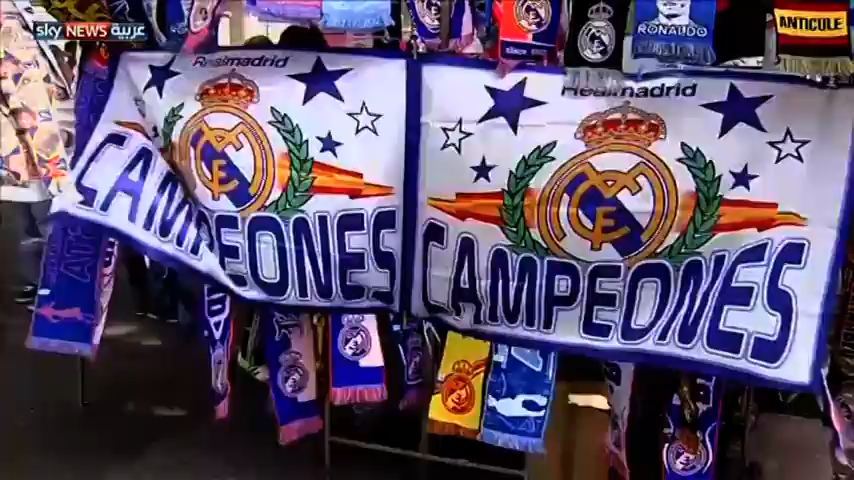 sky NEWS عربية
RONALDO
ANTICULE
Realmadrid
CAMPEONES
Realmadrid
CAMPEONES